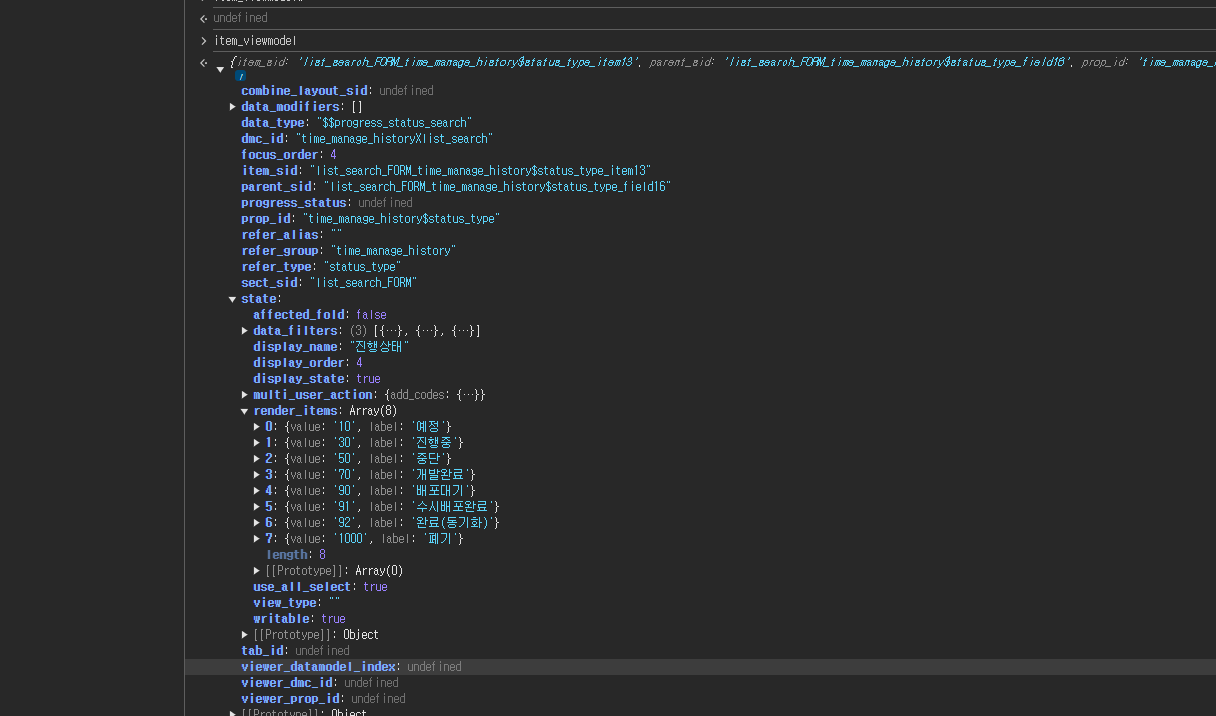 undefined
item_viewmodel
{item_sid: 'list_search_FORM_time_manage_history$status_type_item13', parent_sid: 'list_search_FORM_time_manage_history$status_type_field16', prop_id: 'time_manage_h
i
combine_layout_sid: undefined
data_modifiers: []
data_type: "$$progress_status_search"
dmc_id: "time_manage_historyXlist_search"
focus_order: 4
item_sid: "list_search_FORM_time_manage_history$status_type_item13"
parent_sid: "list_search_FORM_time_manage_history$status_type_field16"
progress_status: undefined
prop_id: "time_manage_history$status_type"
refer_alias: ""
refer_group: "time_manage_history"
refer_type: "status_type"
sect_sid: "list_search_FORM"
state:
affected_fold: false
data_filters: (3) [{…}, {…}, {…}]
display_name: "진행상태"
display_order: 4
display_state: true
multi_user_action: {add_codes: {…}}
render_items: Array(8)
0: {value: '10', label: '예정'}
1: {value: '30', label: '진행중'}
2: {value: '50', label: '중단'}
3: {value: '70', label: '개발완료'}
4: {value: '90', label: '배포대기'}
5: {value: '91', label: '수시배포완료'}
6: {value: '92', label: '완료(동기화)'}
7: {value: '1000', label: '폐기'}
length: 8
[[Prototype]]: Array(0)
use_all_select: true
view_type: ""
writable: true
[[Prototype]]: Object
tab_id: undefined
viewer_datamodel_index: undefined
viewer_dmc_id: undefined
viewer_prop_id: undefined
[[Prototype]]: Object